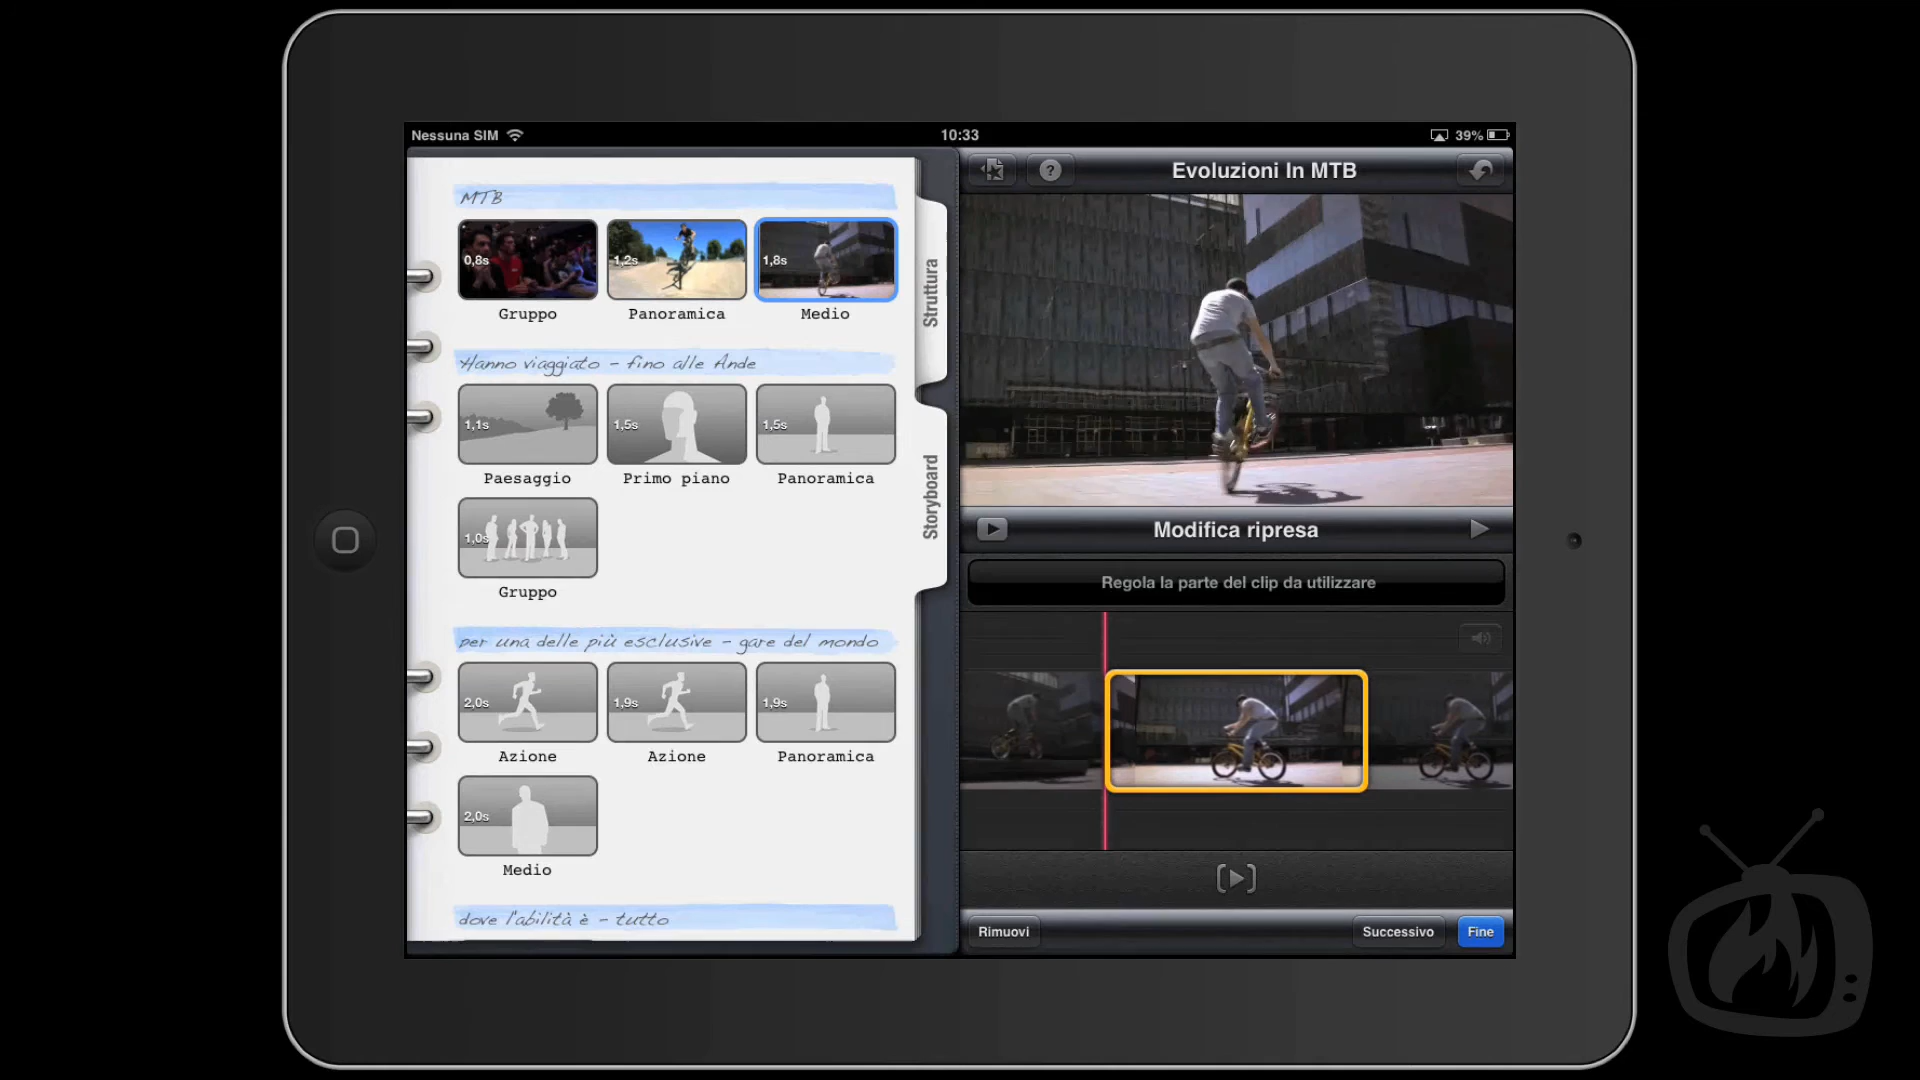 Nessuna SIM
10:33
39%
MTB
0,8s
1,2s
1,8s
Gruppo
Panoramica
Medio
Hanno viaggiato - fino alle Ande
1,1s
1,5s
1,5s
Paesaggio
Primo piano
Panoramica
1,0s
Gruppo
per una delle più esclusive - gare del mondo
2,0s
1,9s
1,9s
Azione
Azione
Panoramica
2,0s
Medio
dove l'abilità è - tutto
Struttura
Storyboard
?
Evoluzioni In MTB
Modifica ripresa
Regola la parte del clip da utilizzare
Rimuovi
Successivo
Fine